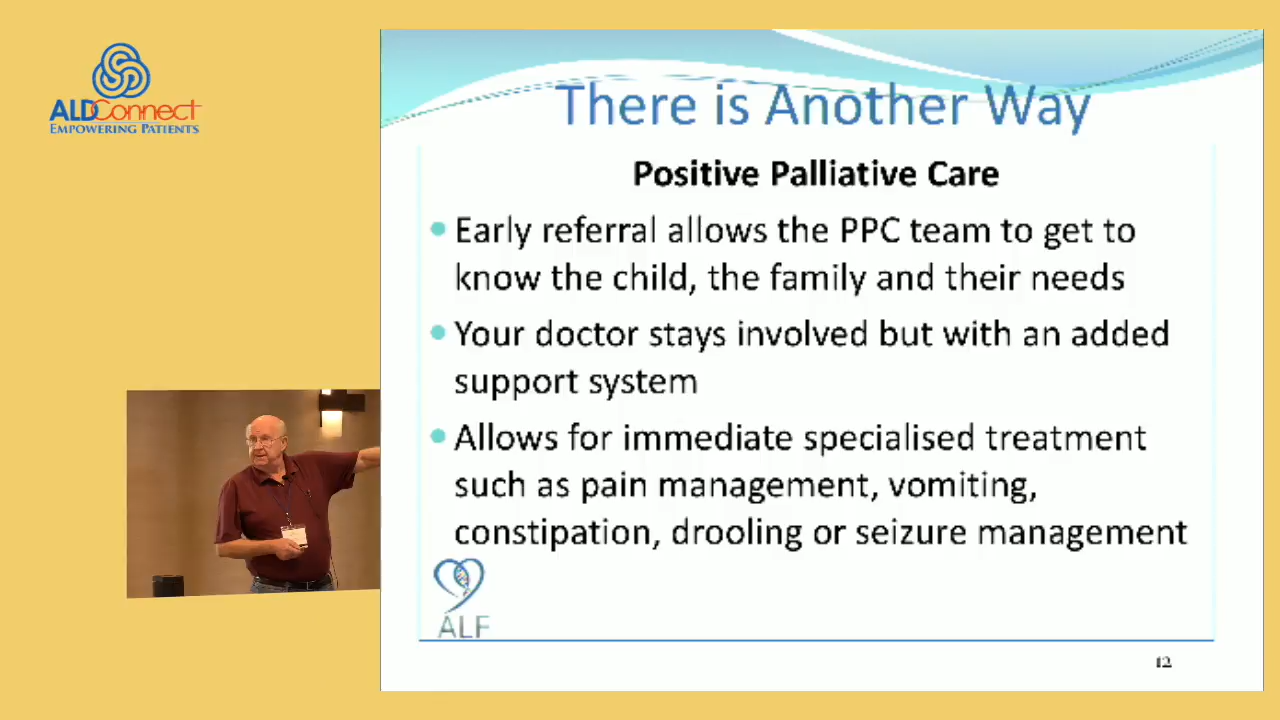 ALDConnect
EMPOWERING PATIENTS
There is Another Way
Positive Palliative Care
Early referral allows the PPC team to get to
know the child, the family and their needs
Your doctor stays involved but with an added
support system
Allows for immediate specialised treatment
such as pain management, vomiting,
constipation, drooling or seizure management
ALF
12